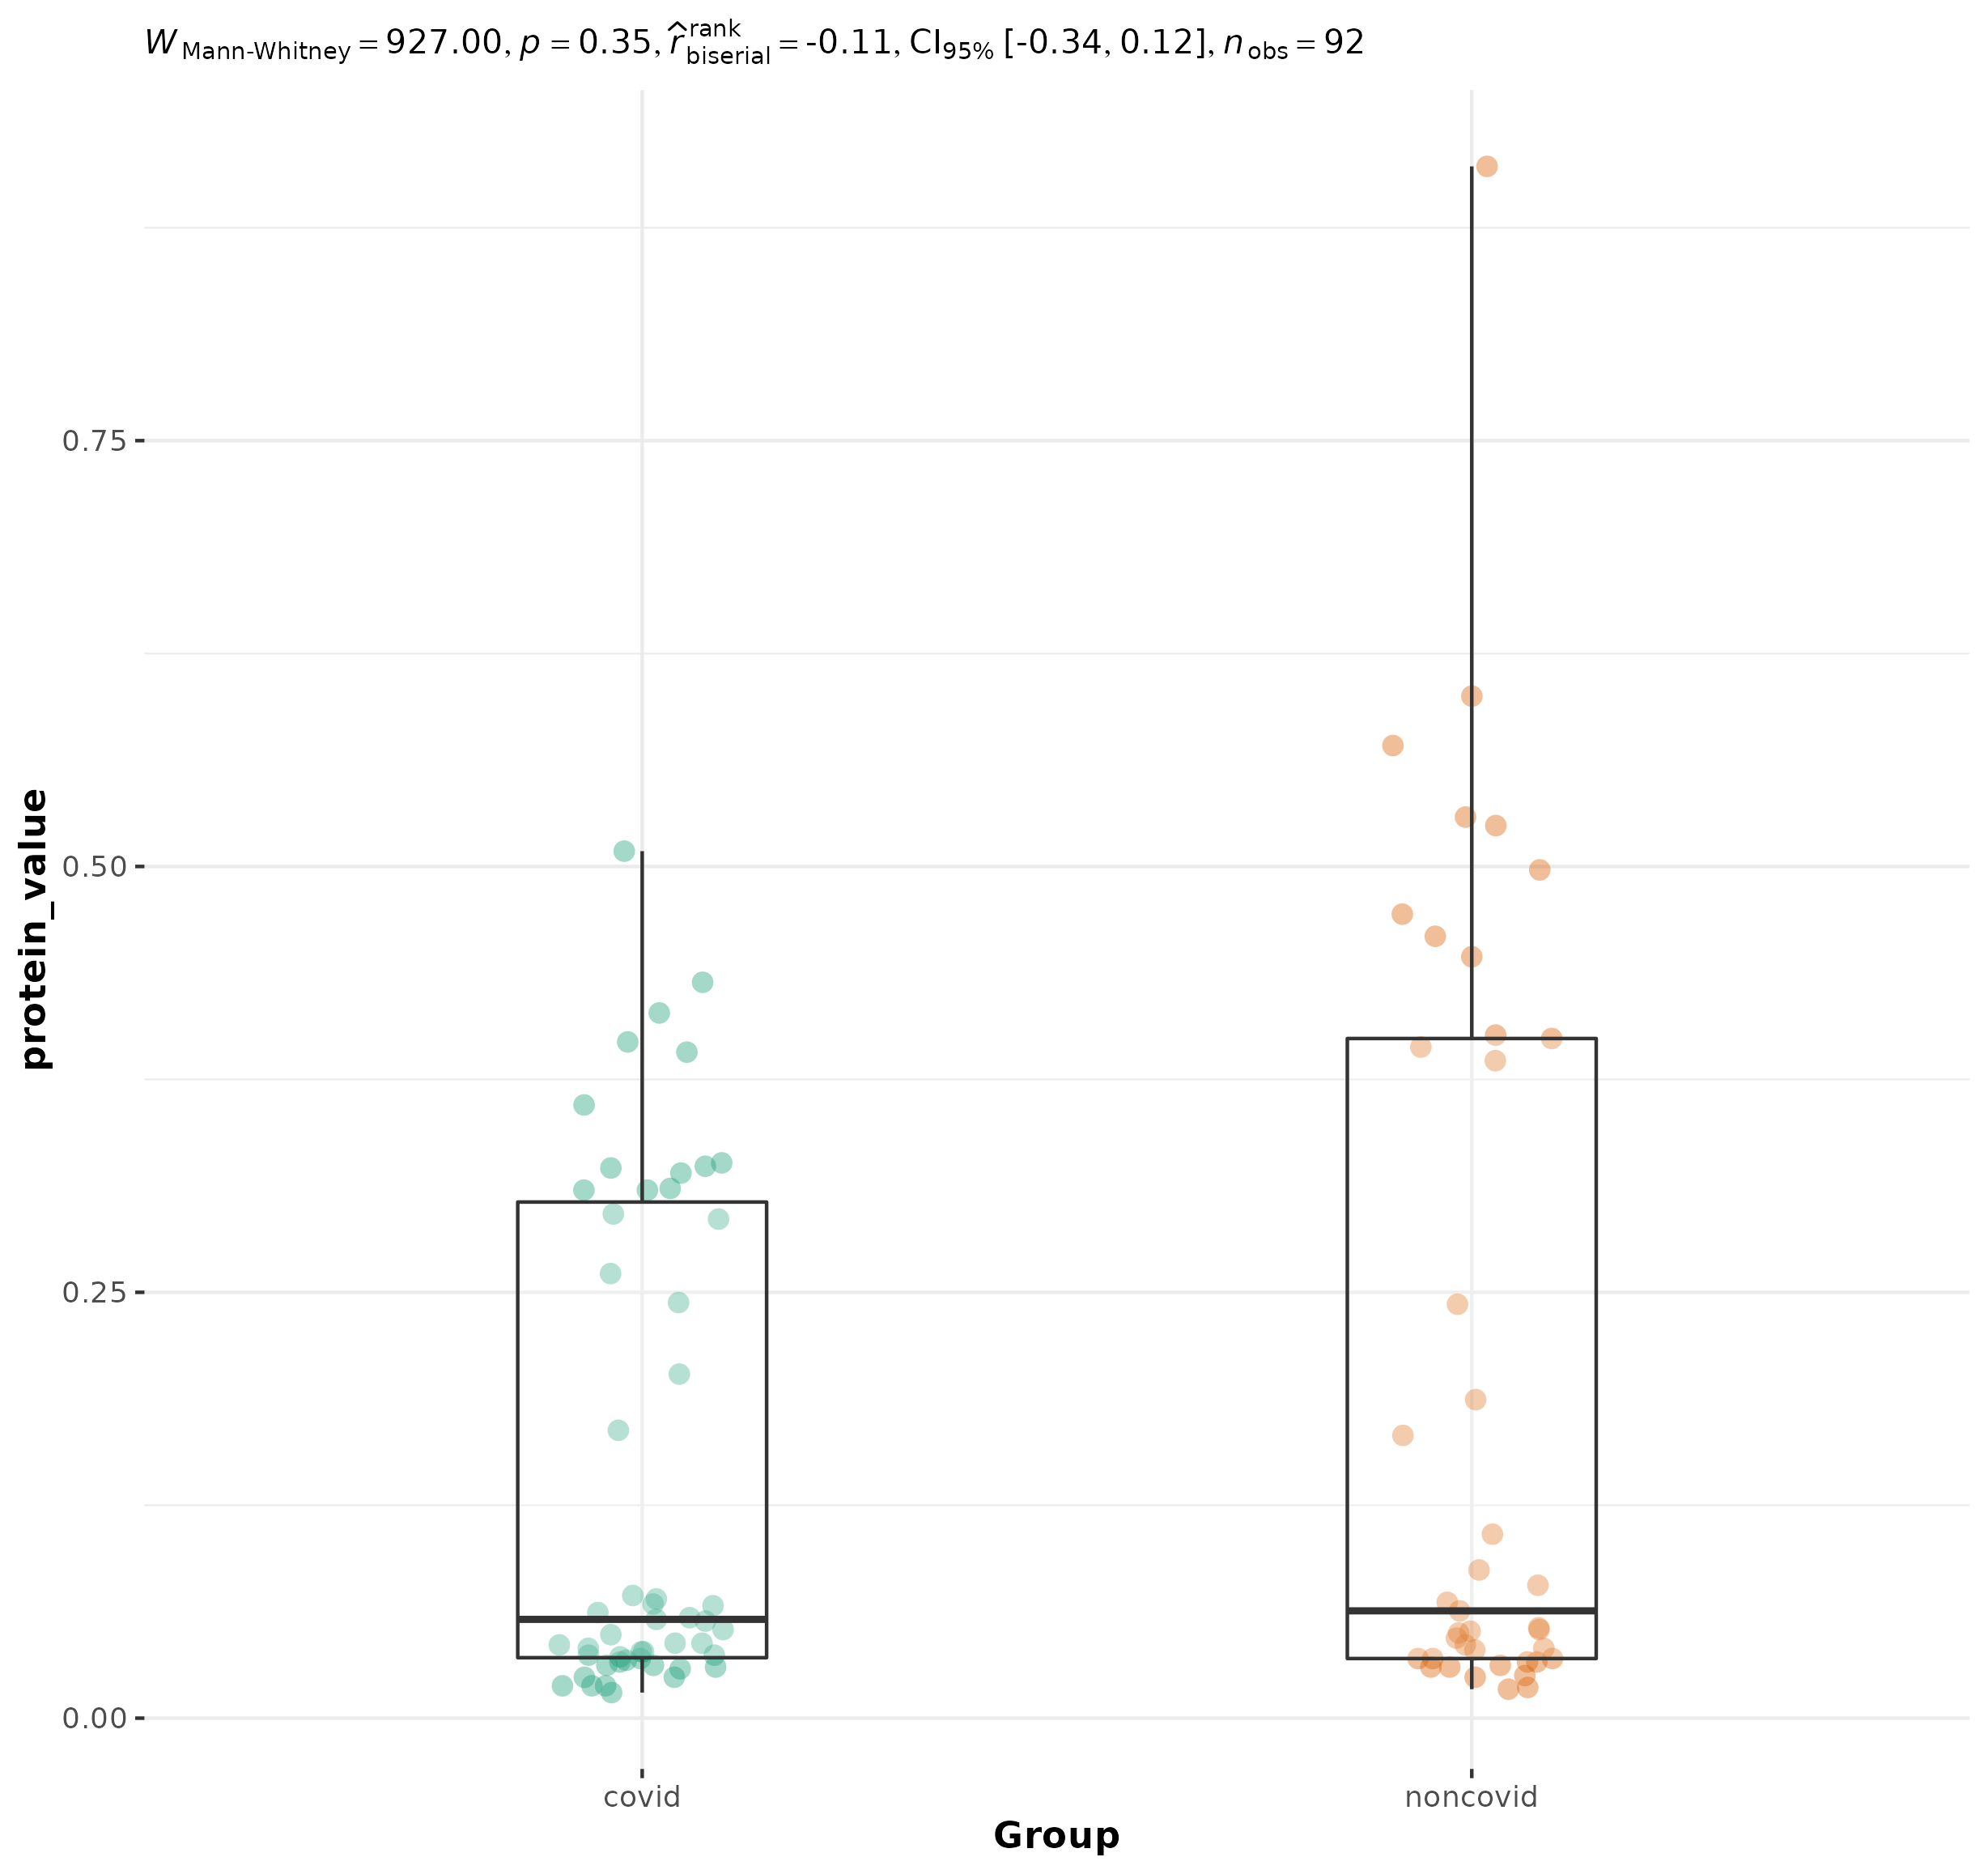 W Mann-Whitney = 927.00, p = 0.35, r̂ rank biserial = -0.11, CI95% [-0.34, 0.12], nobs = 92
protein_value
0.75
0.50
0.25
0.00
covid noncovid
Group